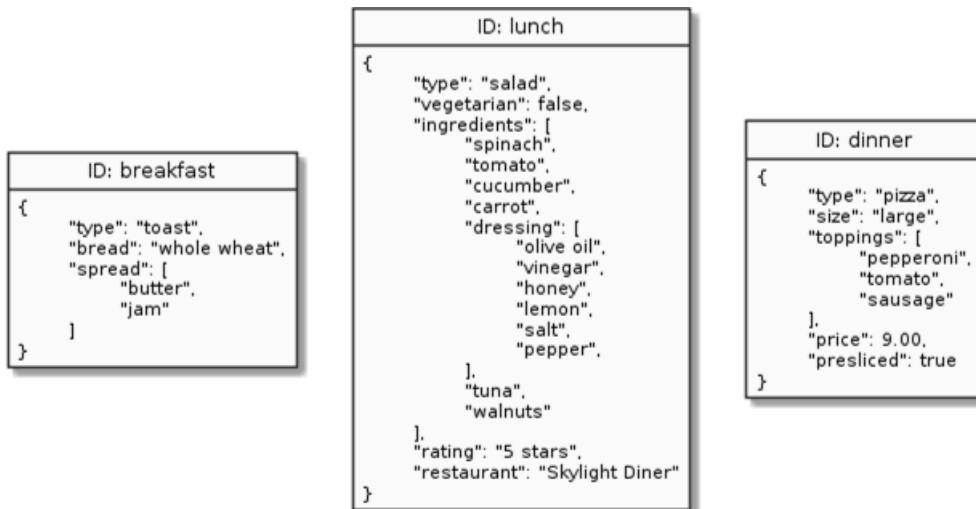 ID: breakfast
{
"type": "toast",
"bread": "whole wheat",
"spread": [
"butter",
"jam"
]
}
ID: lunch
{
"type": "salad",
"vegetarian": false,
"ingredients": [
"spinach",
"tomato",
"cucumber",
"carrot",
"dressing": [
"olive oil",
"vinegar",
"honey",
"lemon",
"salt",
"pepper",
],
"tuna",
"walnuts"
],
"rating": "5 stars",
"restaurant": "Skylight Diner"
}
ID: dinner
{
"type": "pizza",
"size": "large",
"toppings": [
"pepperoni",
"tomato",
"sausage"
],
"price": 9.00,
"presliced": true
}